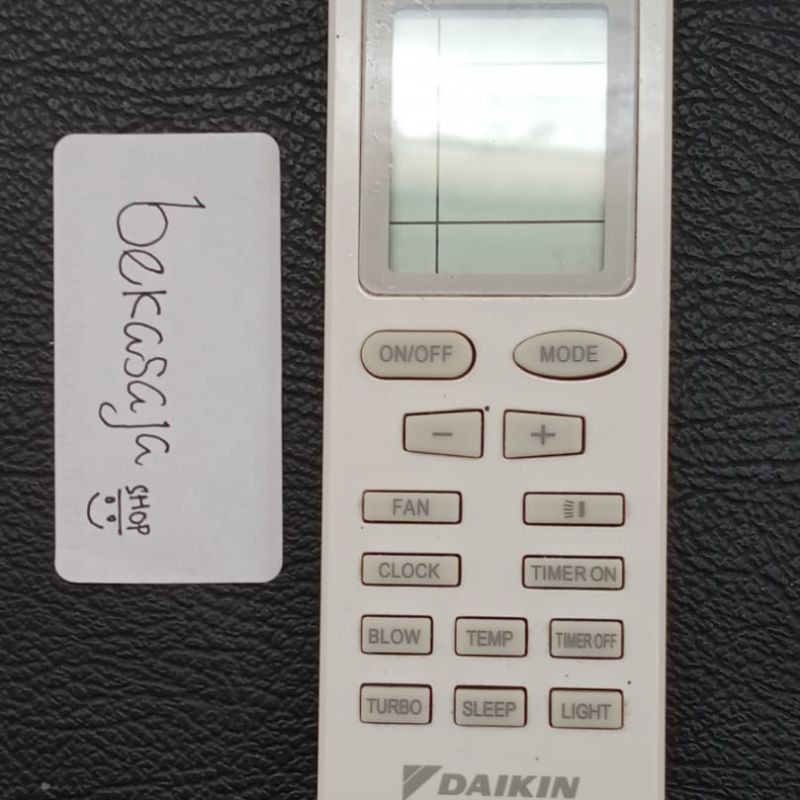 bekasaja
SHOP
ON/OFF MODE
- +
FAN
CLOCK TIMER ON
BLOW TEMP TIMER OFF
TURBO SLEEP LIGHT
DAIKIN